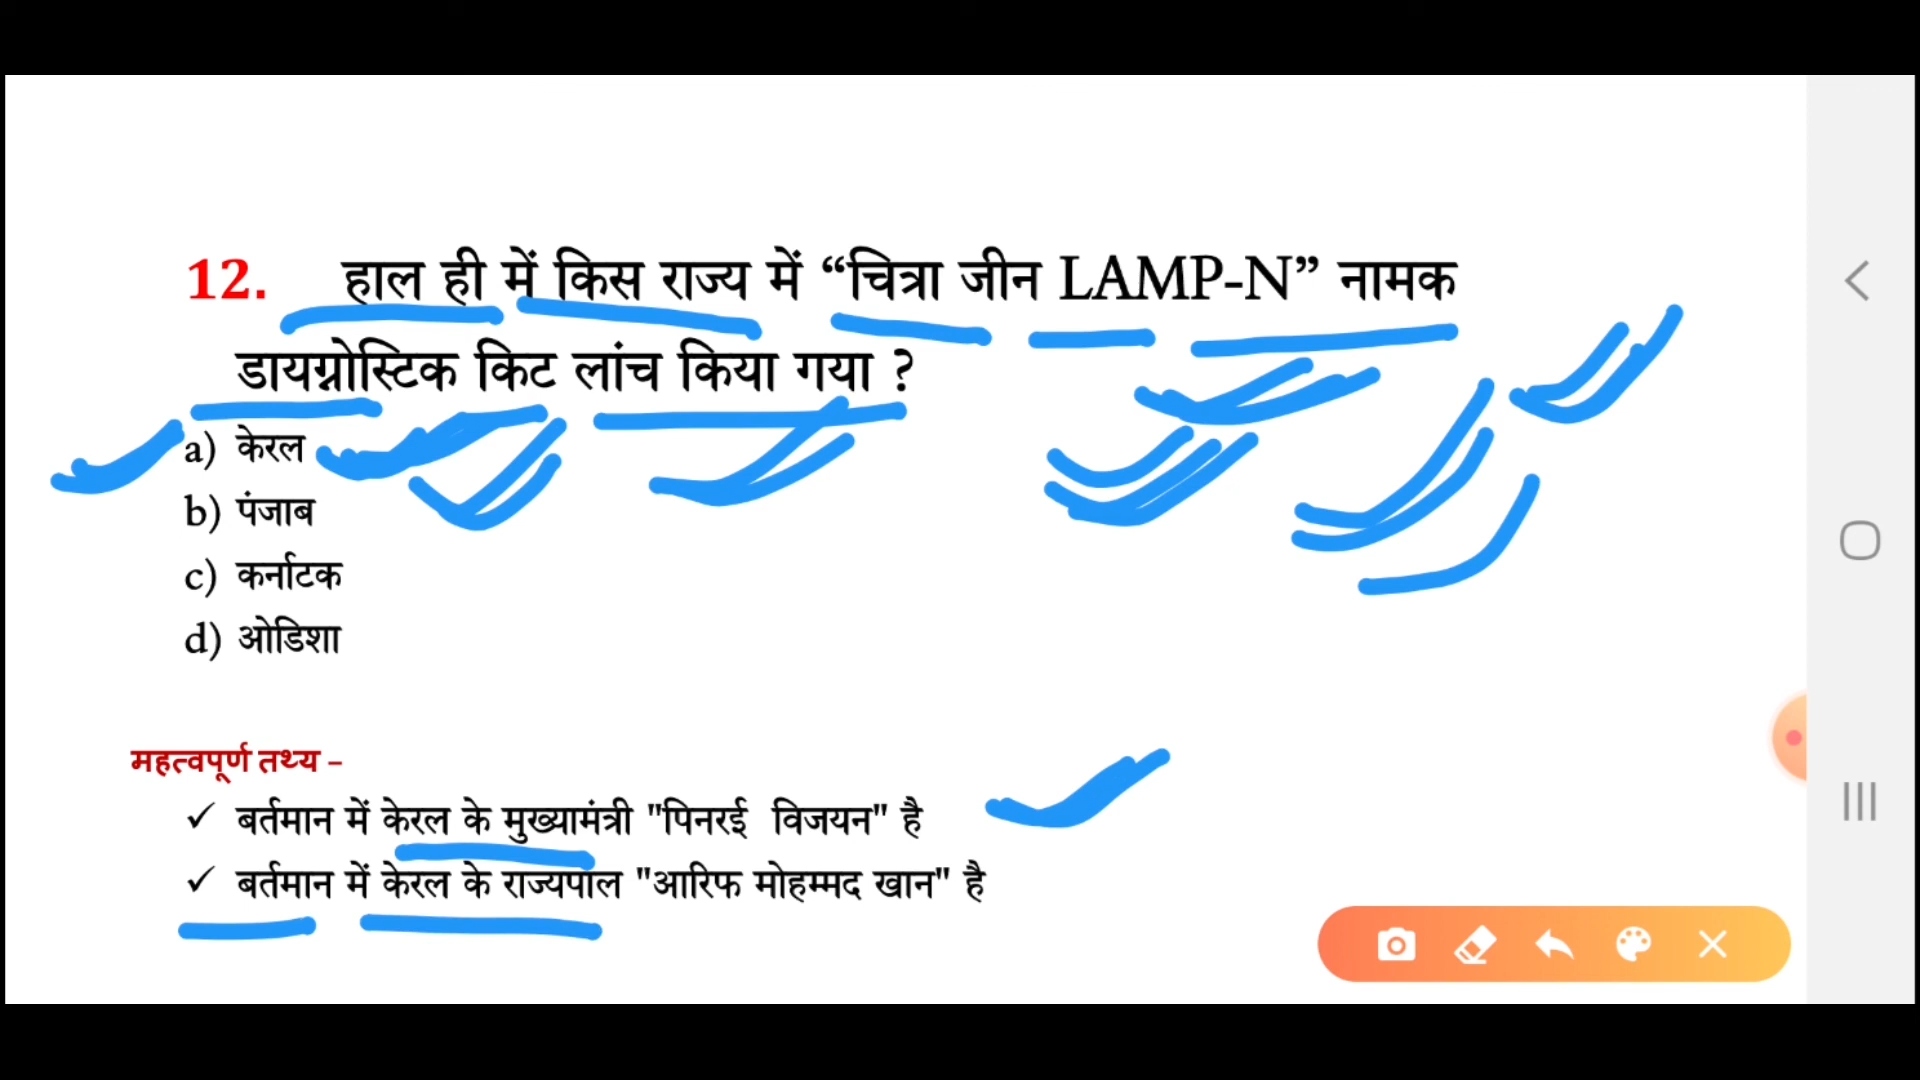 12. हाल ही में किस राज्य में “चित्रा जीन LAMP-N” नामक
डायग्नोस्टिक किट लांच किया गया ?
a) केरल
b) पंजाब
c) कर्नाटक
d) ओडिशा
महत्वपूर्ण तथ्य –
✓ बर्तमान में केरल के मुख्यामंत्री "पिनरई विजयन" है
✓ बर्तमान में केरल के राज्यपाल "आरिफ मोहम्मद खान" है